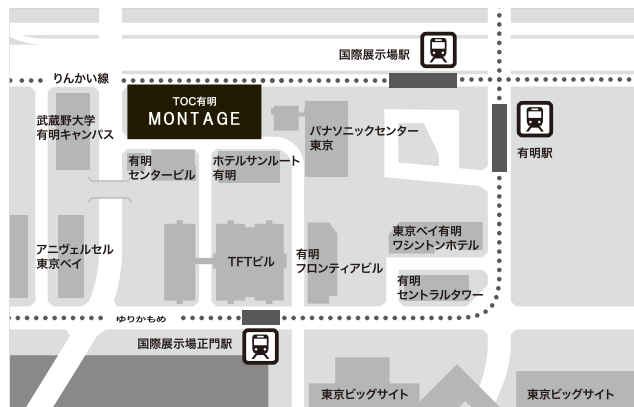 国際展示場駅
りんかい線
TOC有明
MONTAGE
武蔵野大学
有明キャンパス
パナソニックセンター
東京
有明駅
有明
センタービル
ホテルサンルート
有明
アニヴェルセル
東京ベイ
TFTビル
有明
フロンティアビル
東京ベイ有明
ワシントンホテル
有明
セントラルタワー
ゆりかもめ
国際展示場正門駅
東京ビッグサイト
東京ビッグサイト